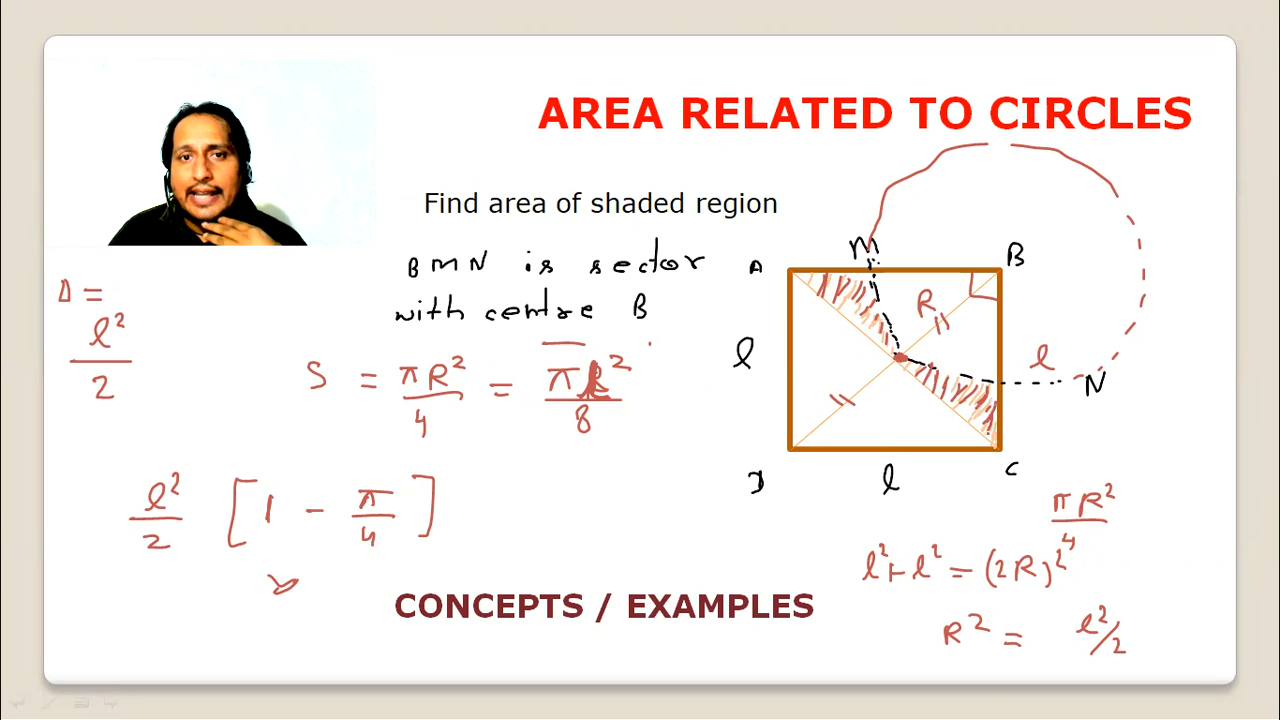 AREA RELATED TO CIRCLES
Find area of shaded region
BMN is sector
with centre B
Δ = l²/2
S = πR²/4 = πl²/8
l²/2 [1 - π/4]
M
A
B
R
l
l
N
D
l
C
πR²/4
l² + l² = (2R)²
R² = l²/2
CONCEPTS / EXAMPLES